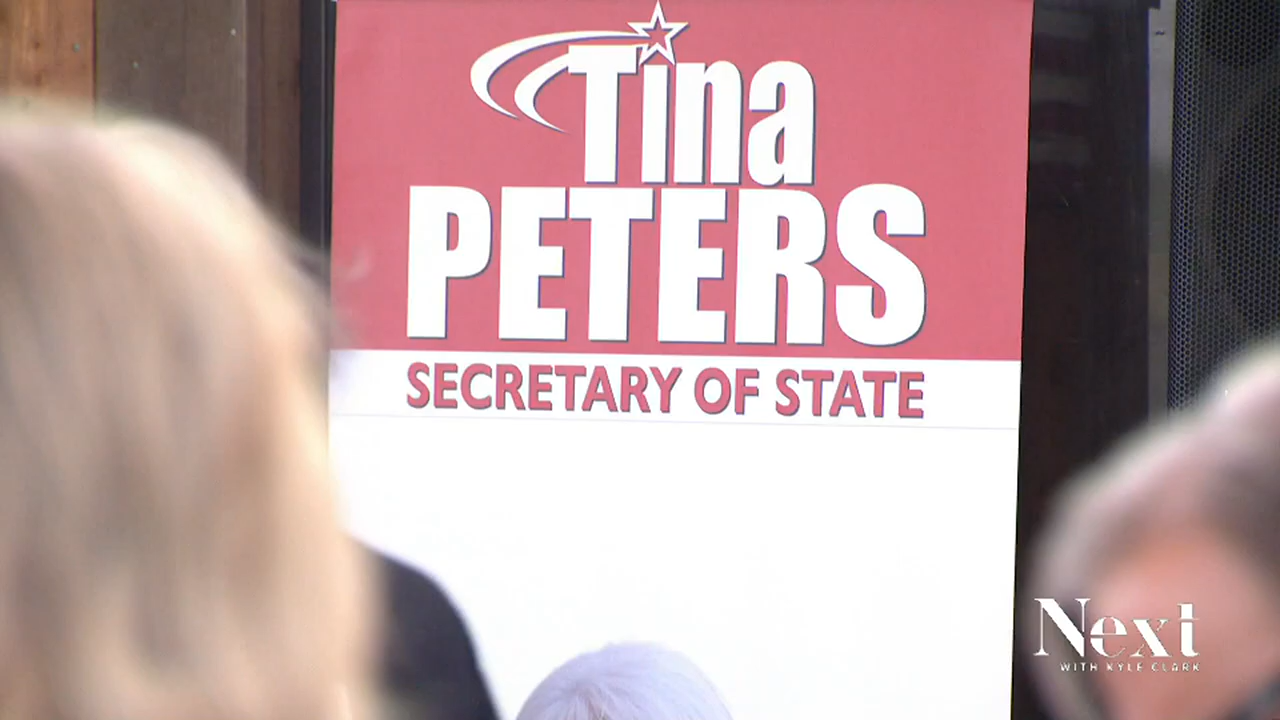 Tina
PETERS
SECRETARY OF STATE
Next
WITH KYLE CLARK